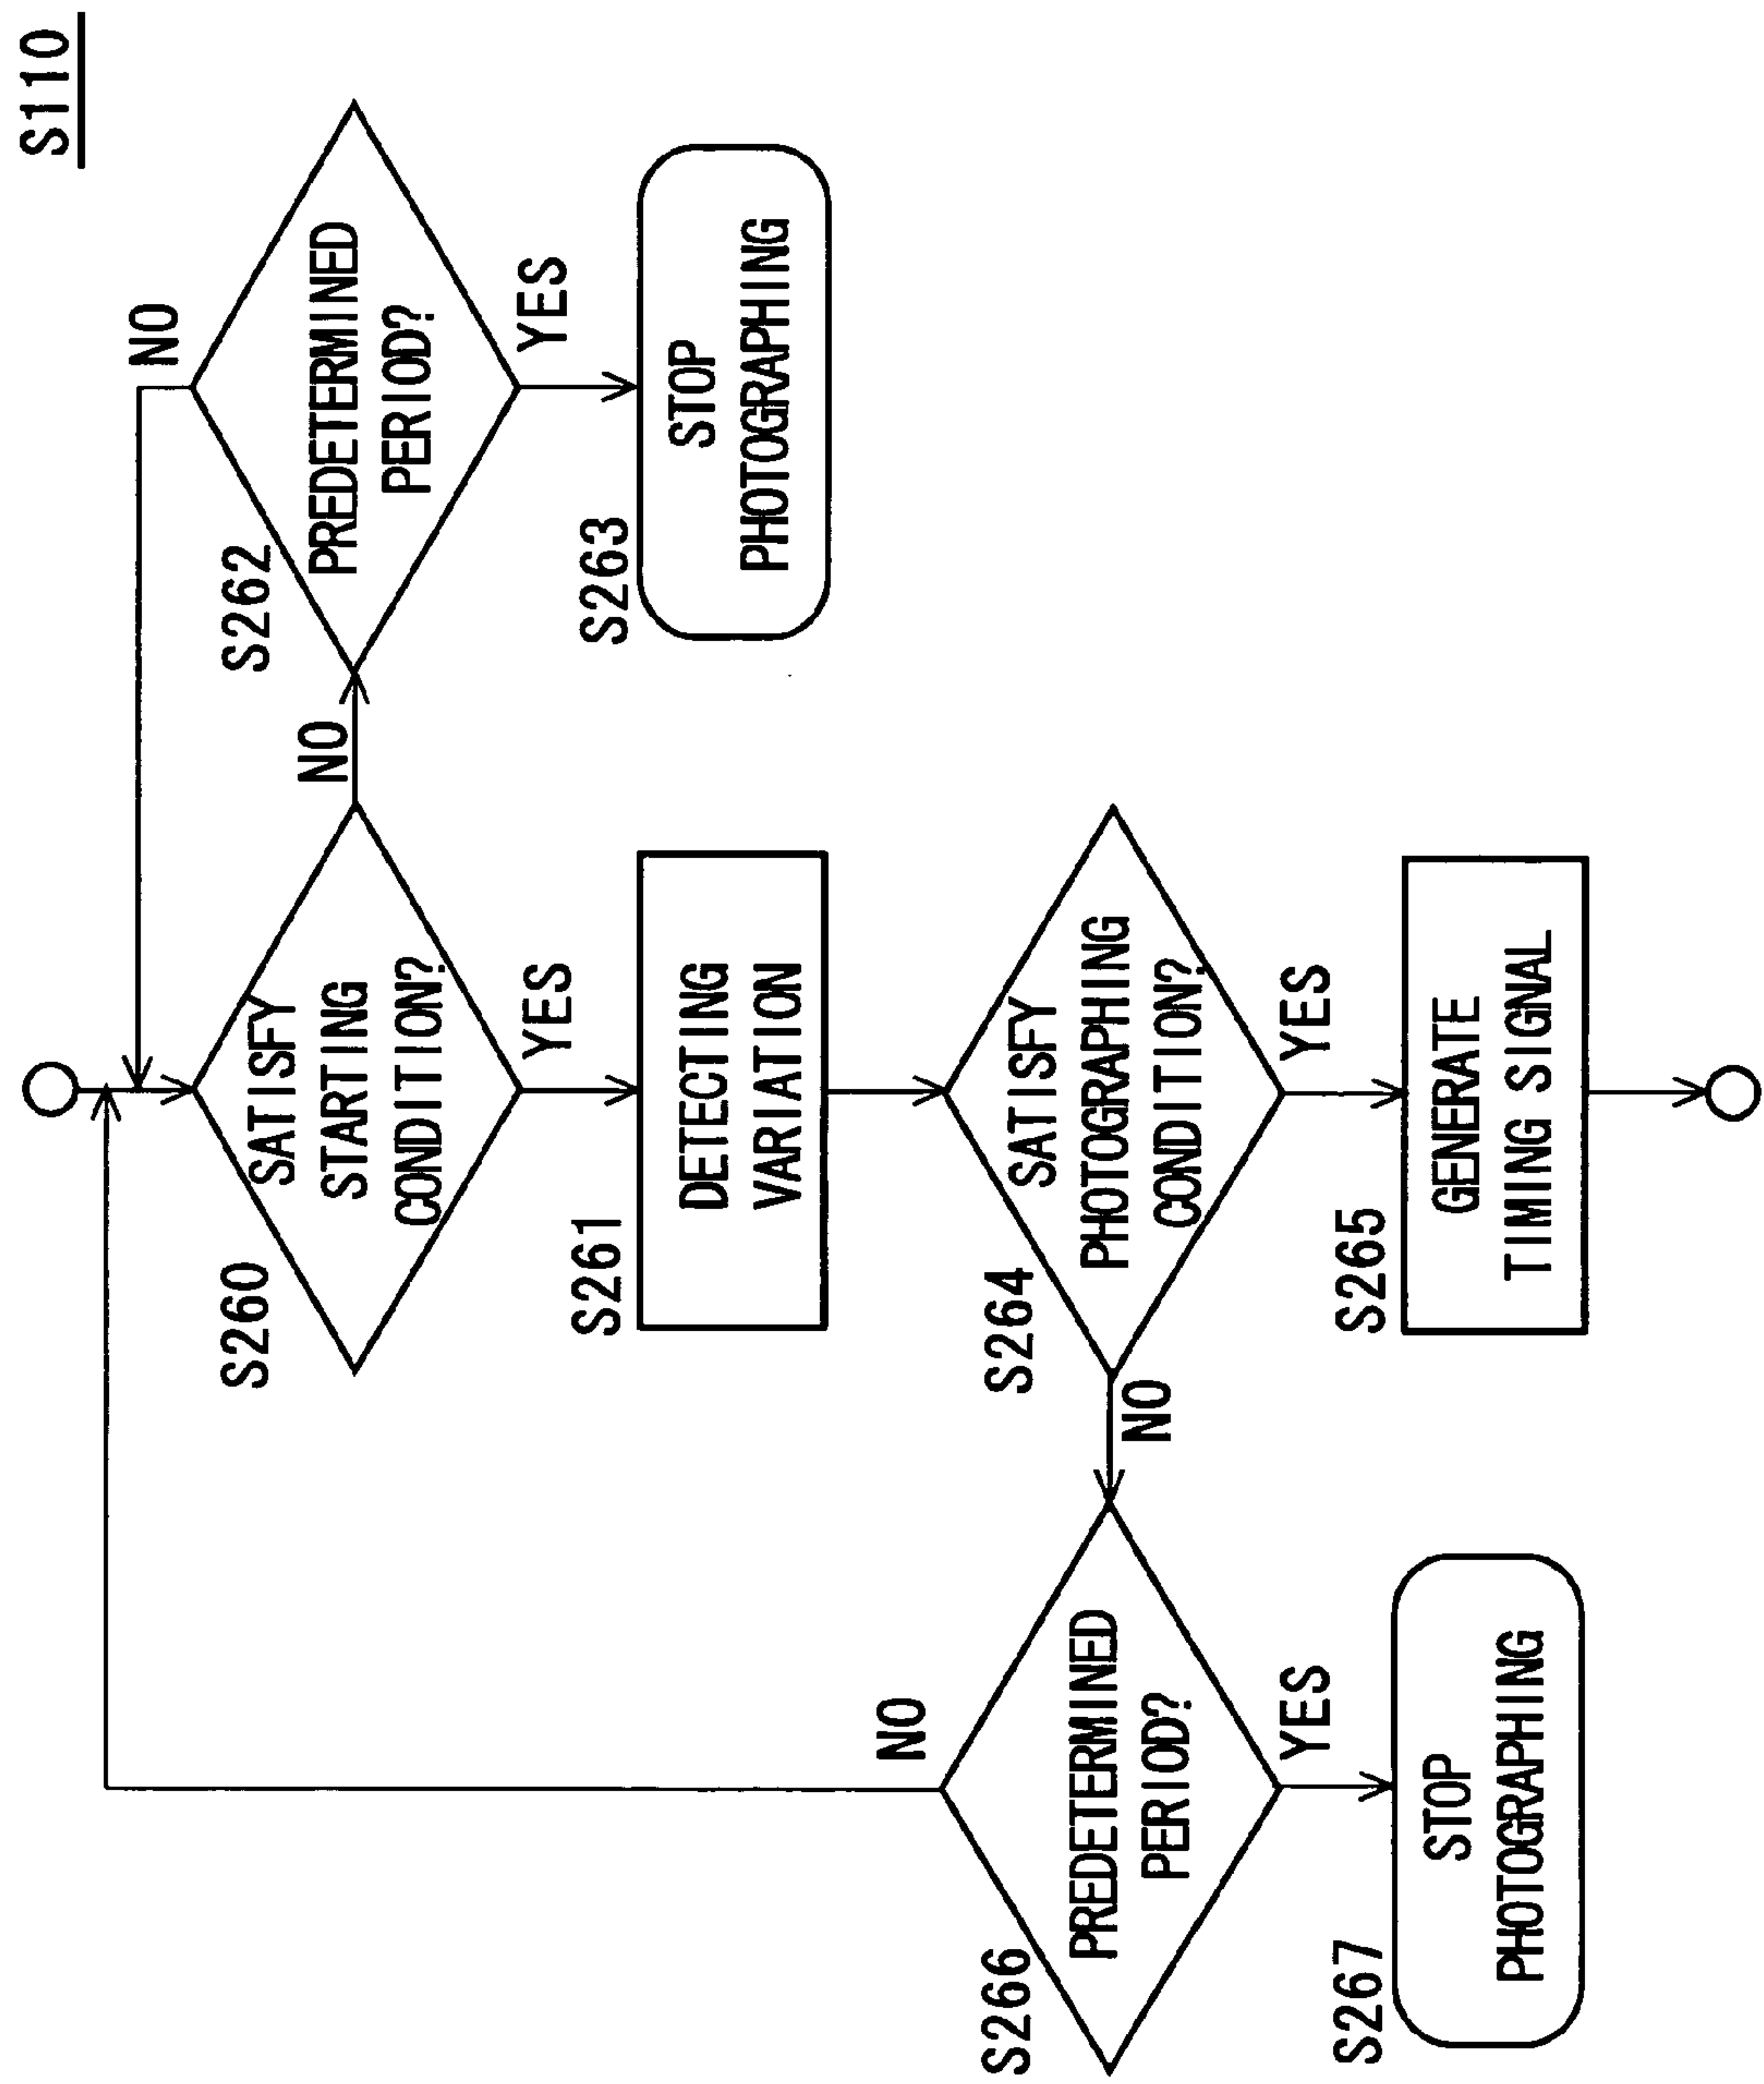 S110
S260
SATISFY
STARTING
CONDITION?
NO
YES
S262
PREDETERMINED
PERIOD?
NO
YES
S263
STOP
PHOTOGRAPHING
S261
DETECTING
VARIATION
S264
SATISFY
PHOTOGRAPHING
CONDITION?
NO
YES
S266
PREDETERMINED
PERIOD?
NO
YES
S267
STOP
PHOTOGRAPHING
S265
GENERATE
TIMING SIGNAL